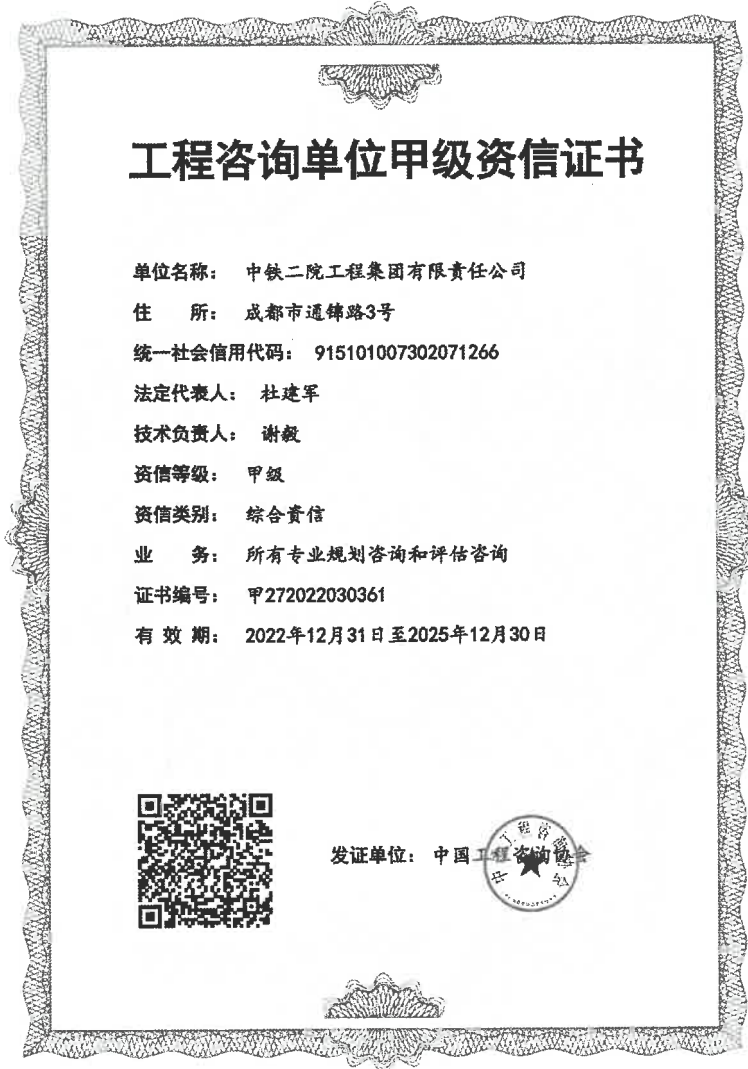 工程咨询单位甲级资信证书
单位名称： 中铁二院工程集团有限责任公司
住 所： 成都市通锦路3号
统一社会信用代码： 915101007302071266
法定代表人： 杜建军
技术负责人： 谢毅
资信等级： 甲级
资信类别： 综合资信
业 务： 所有专业规划咨询和评估咨询
证书编号： 甲272022030361
有 效 期： 2022年12月31日至2025年12月30日
发证单位： 中国工程咨询协会